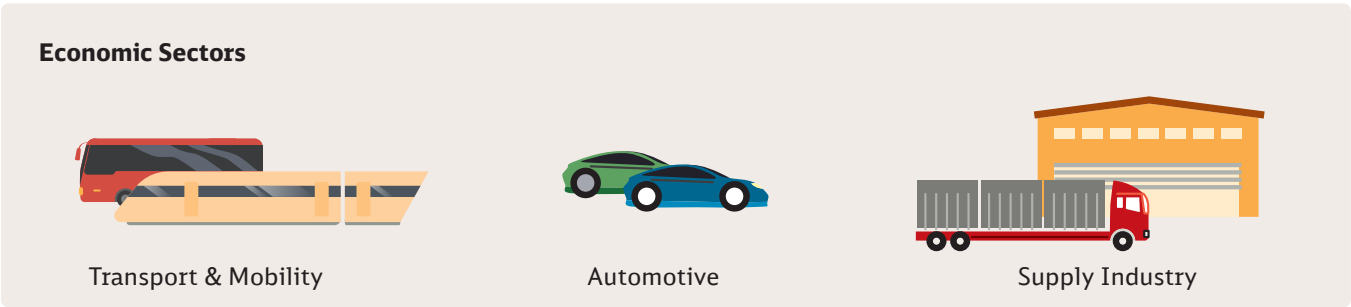 Economic Sectors
Transport & Mobility
Automotive
Supply Industry